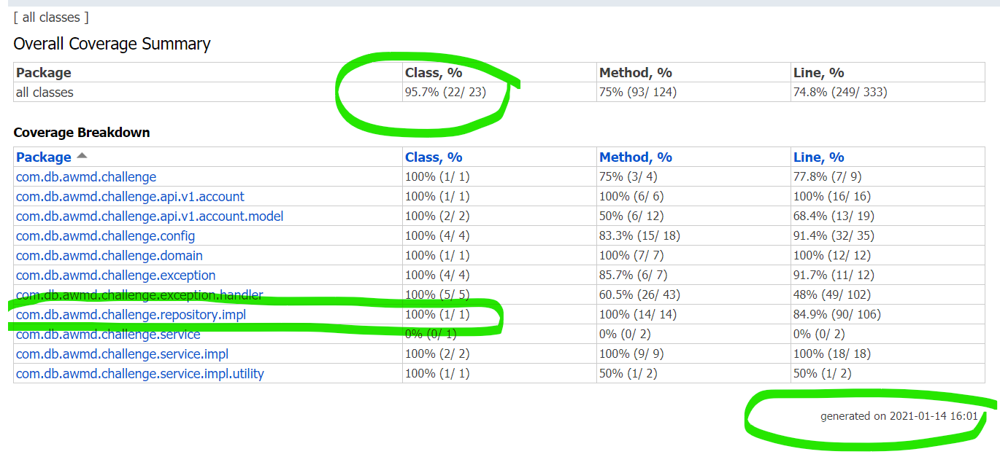 [ all classes ]
Overall Coverage Summary
Package Class, % Method, % Line, %
all classes 95.7% (22/ 23) 75% (93/ 124) 74.8% (249/ 333)
Coverage Breakdown
Package Class, % Method, % Line, %
com.db.awmd.challenge 100% (1/ 1) 75% (3/ 4) 77.8% (7/ 9)
com.db.awmd.challenge.api.v1.account 100% (1/ 1) 100% (6/ 6) 100% (16/ 16)
com.db.awmd.challenge.api.v1.account.model 100% (2/ 2) 50% (6/ 12) 68.4% (13/ 19)
com.db.awmd.challenge.config 100% (4/ 4) 83.3% (15/ 18) 91.4% (32/ 35)
com.db.awmd.challenge.domain 100% (1/ 1) 100% (7/ 7) 100% (12/ 12)
com.db.awmd.challenge.exception 100% (4/ 4) 85.7% (6/ 7) 91.7% (11/ 12)
com.db.awmd.challenge.exception.handler 100% (5/ 5) 60.5% (26/ 43) 48% (49/ 102)
com.db.awmd.challenge.repository.impl 100% (1/ 1) 100% (14/ 14) 84.9% (90/ 106)
com.db.awmd.challenge.service 0% (0/ 1) 0% (0/ 2) 0% (0/ 2)
com.db.awmd.challenge.service.impl 100% (2/ 2) 100% (9/ 9) 100% (18/ 18)
com.db.awmd.challenge.service.impl.utility 100% (1/ 1) 50% (1/ 2) 50% (1/ 2)
generated on 2021-01-14 16:01